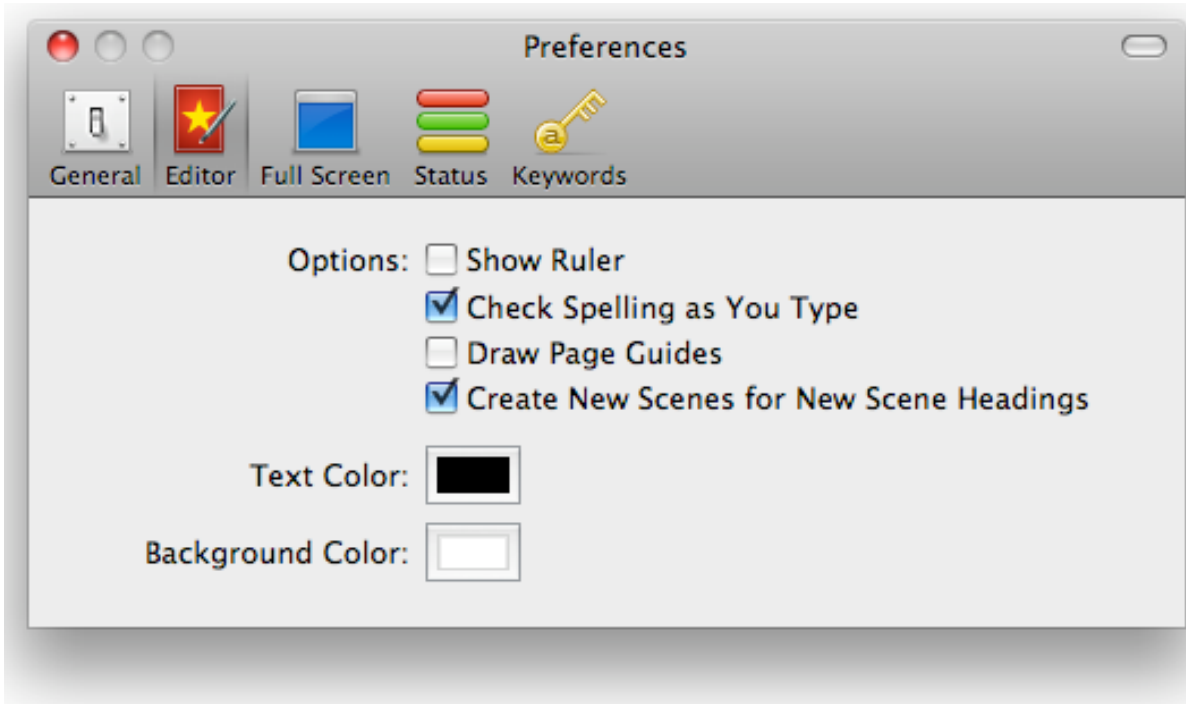 Preferences
General Editor Full Screen Status Keywords
Options: Show Ruler
Check Spelling as You Type
Draw Page Guides
Create New Scenes for New Scene Headings
Text Color:
Background Color: